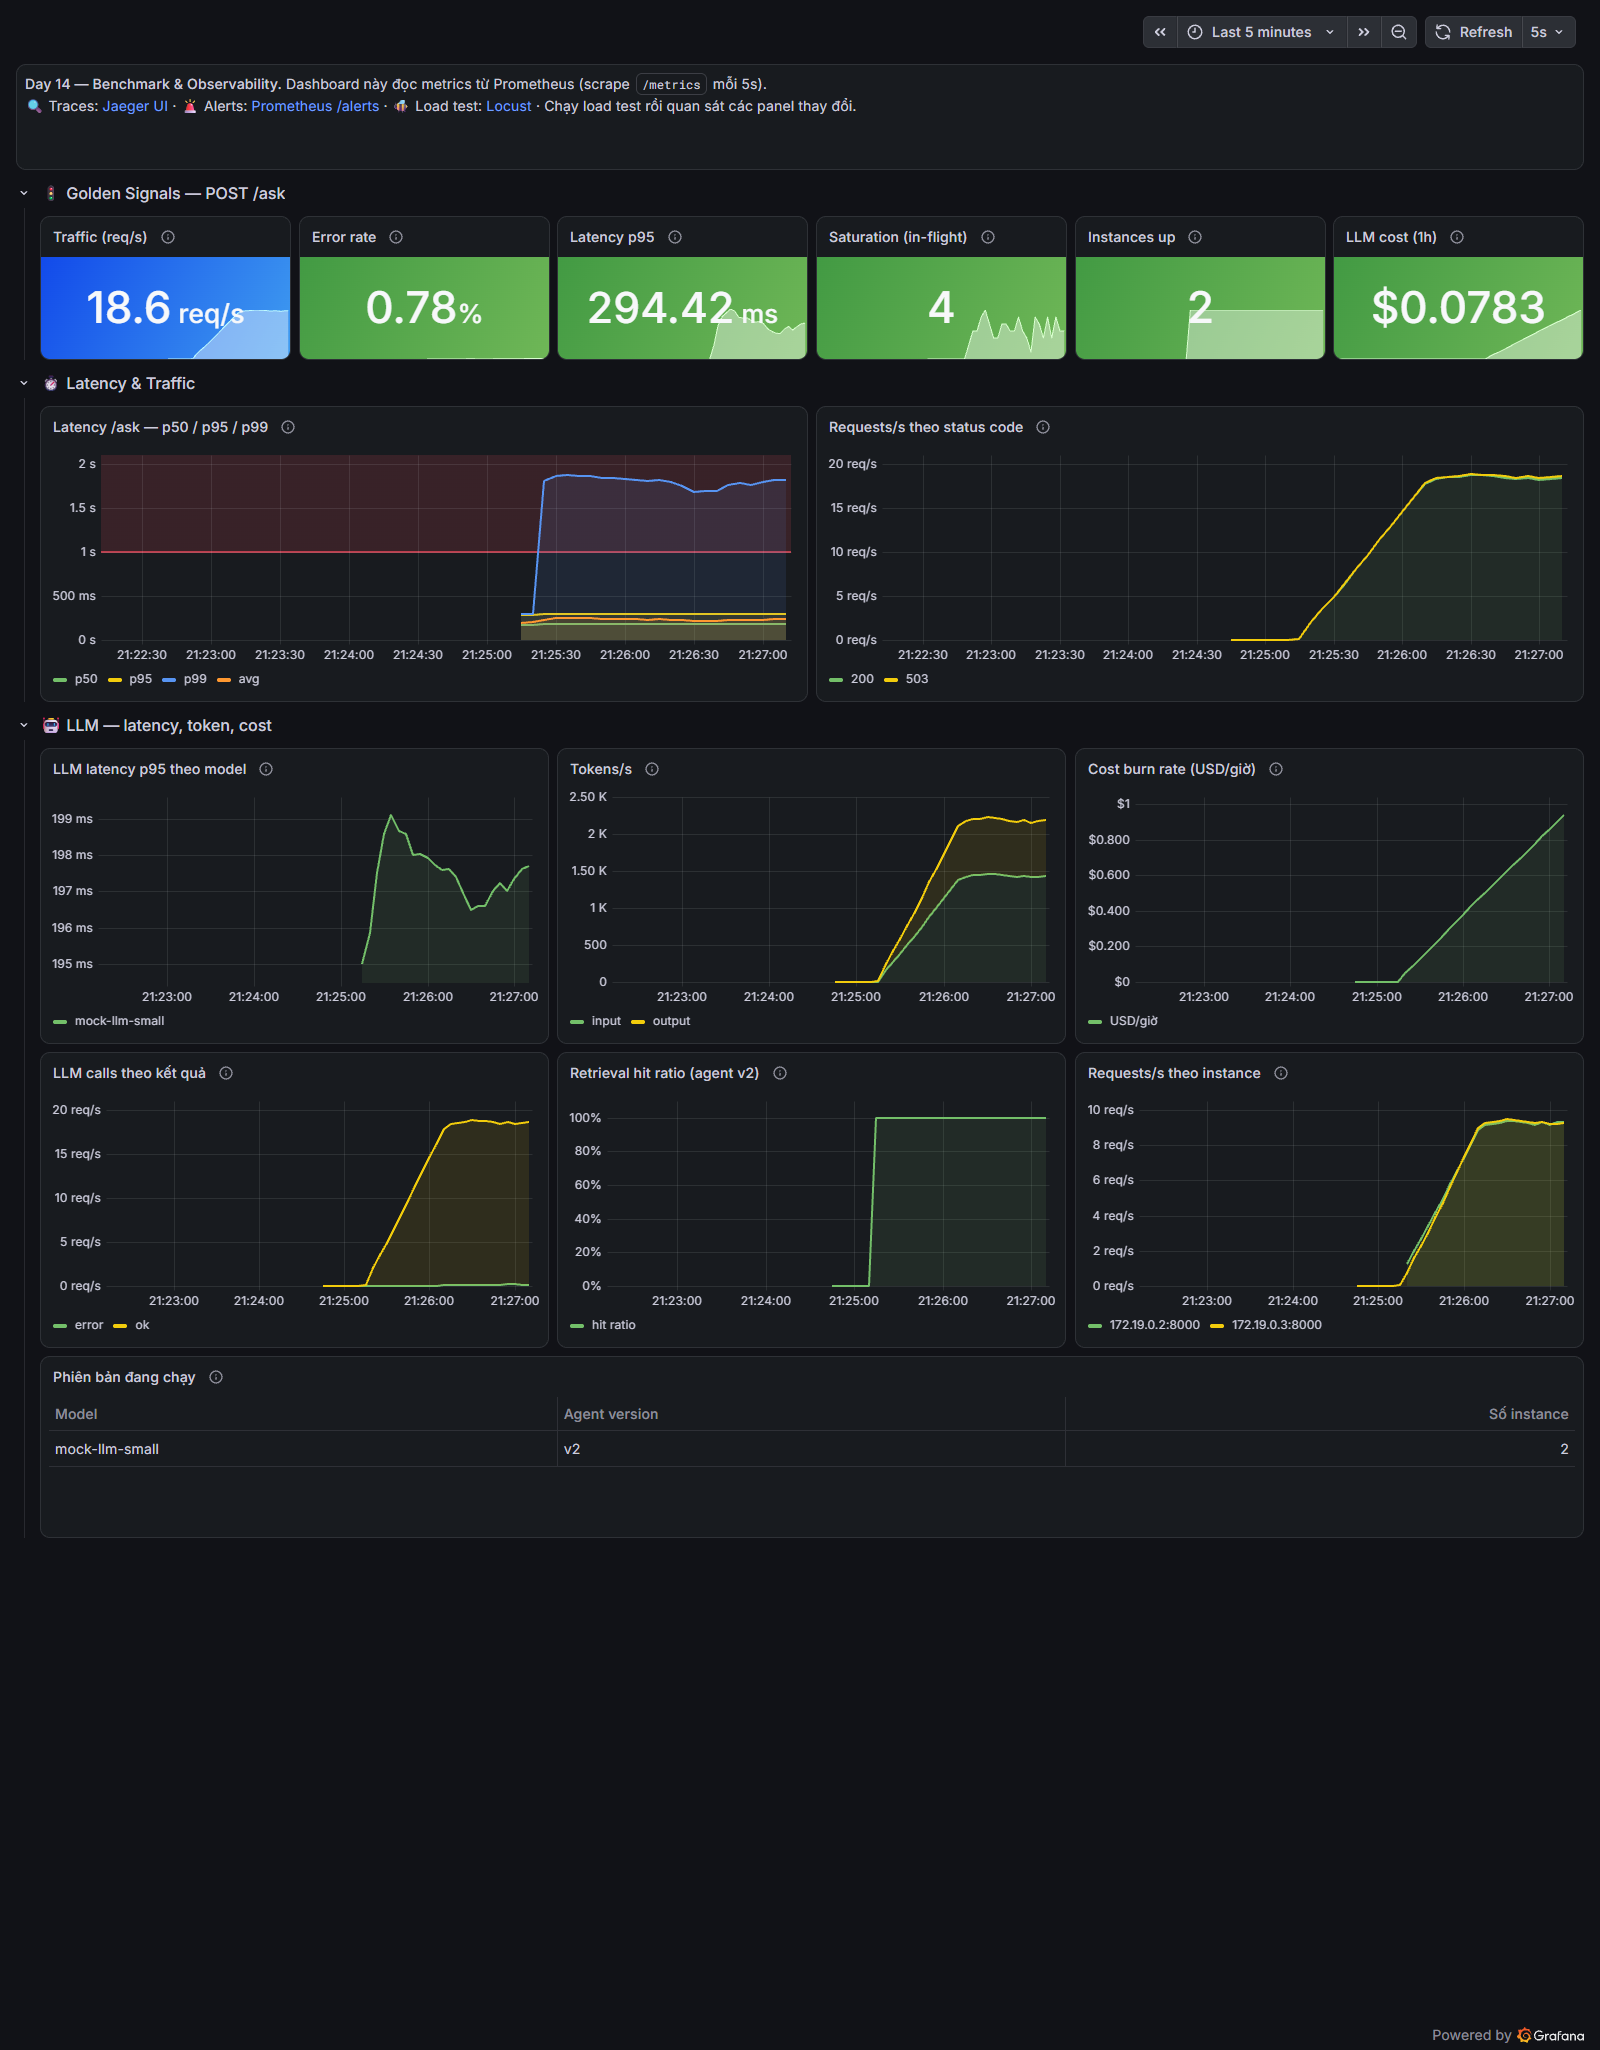 Last 5 minutes
Refresh
5s
Day 14 — Benchmark & Observability. Dashboard này đọc metrics từ Prometheus (scrape /metrics mỗi 5s).
Traces: Jaeger UI · Alerts: Prometheus /alerts · Load test: Locust · Chạy load test rồi quan sát các panel thay đổi.
Golden Signals — POST /ask
Traffic (req/s)
18.6 req/s
Error rate
0.78%
Latency p95
294.42 ms
Saturation (in-flight)
4
Instances up
2
LLM cost (1h)
$0.0783
Latency & Traffic
Latency /ask — p50 / p95 / p99
2 s
1.5 s
1 s
500 ms
0 s
21:22:30 21:23:00 21:23:30 21:24:00 21:24:30 21:25:00 21:25:30 21:26:00 21:26:30 21:27:00
p50 p95 p99 avg
Requests/s theo status code
20 req/s
15 req/s
10 req/s
5 req/s
0 req/s
21:22:30 21:23:00 21:23:30 21:24:00 21:24:30 21:25:00 21:25:30 21:26:00 21:26:30 21:27:00
200 503
LLM — latency, token, cost
LLM latency p95 theo model
199 ms
198 ms
197 ms
196 ms
195 ms
21:23:00 21:24:00 21:25:00 21:26:00 21:27:00
mock-llm-small
Tokens/s
2.50 K
2 K
1.50 K
1 K
500
0
21:23:00 21:24:00 21:25:00 21:26:00 21:27:00
input output
Cost burn rate (USD/giờ)
$1
$0.800
$0.600
$0.400
$0.200
$0
21:23:00 21:24:00 21:25:00 21:26:00 21:27:00
USD/giờ
LLM calls theo kết quả
20 req/s
15 req/s
10 req/s
5 req/s
0 req/s
21:23:00 21:24:00 21:25:00 21:26:00 21:27:00
error ok
Retrieval hit ratio (agent v2)
100%
80%
60%
40%
20%
0%
21:23:00 21:24:00 21:25:00 21:26:00 21:27:00
hit ratio
Requests/s theo instance
10 req/s
8 req/s
6 req/s
4 req/s
2 req/s
0 req/s
21:23:00 21:24:00 21:25:00 21:26:00 21:27:00
172.19.0.2:8000 172.19.0.3:8000
Phiên bản đang chạy
Model Agent version Số instance
mock-llm-small v2 2
Powered by Grafana